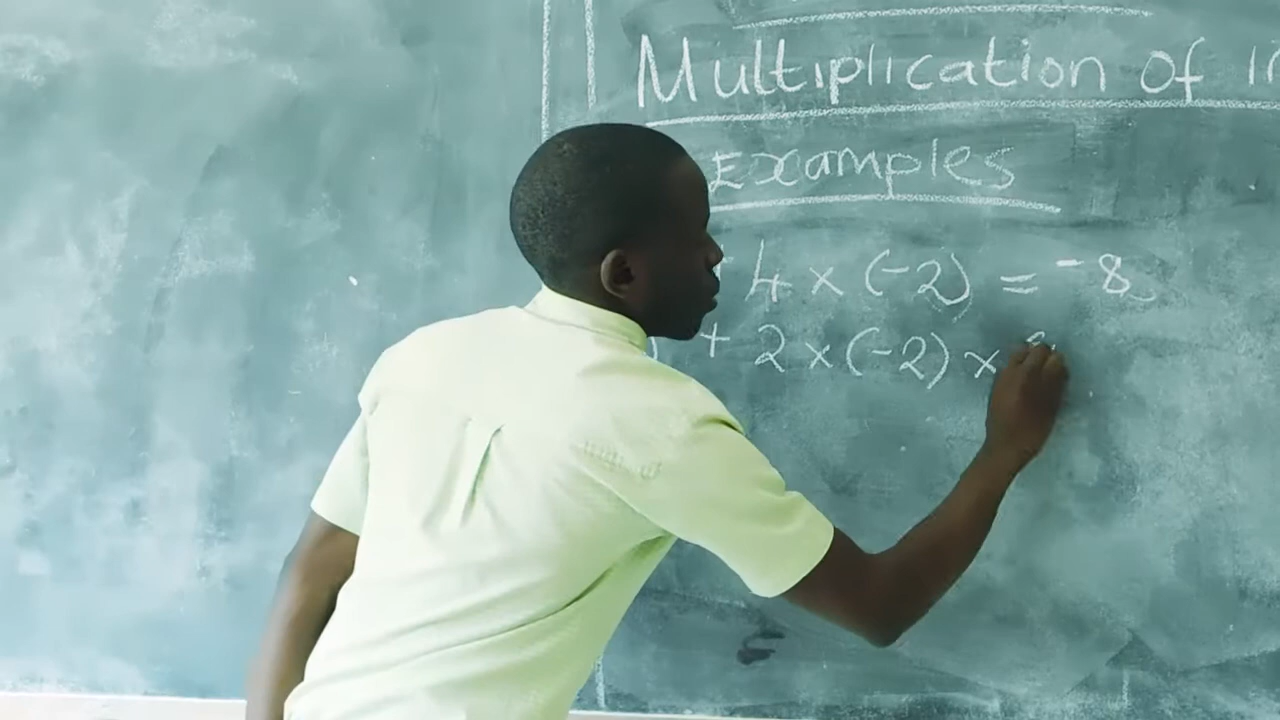 Multiplication of
Examples
-4 x (-2) = -8
) + 2 x (-2) x